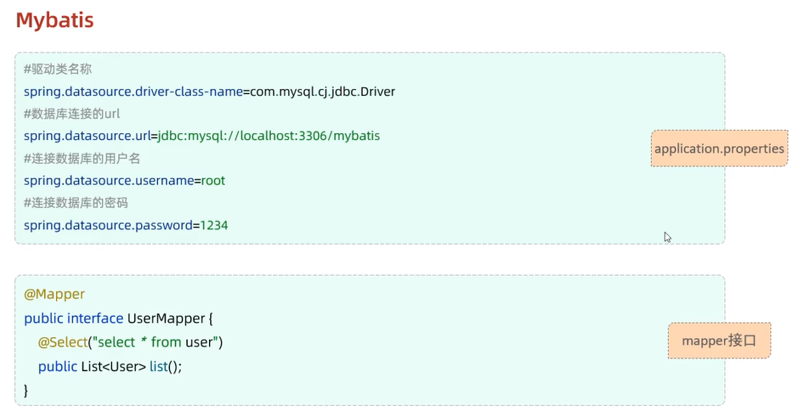 Mybatis
#驱动类名称
spring.datasource.driver-class-name=com.mysql.cj.jdbc.Driver
#数据库连接的url
spring.datasource.url=jdbc:mysql://localhost:3306/mybatis
application.properties
#连接数据库的用户名
spring.datasource.username=root
#连接数据库的密码
spring.datasource.password=1234
@Mapper
public interface UserMapper {
@Select("select * from user")
mapper接口
public List<User> list();
}